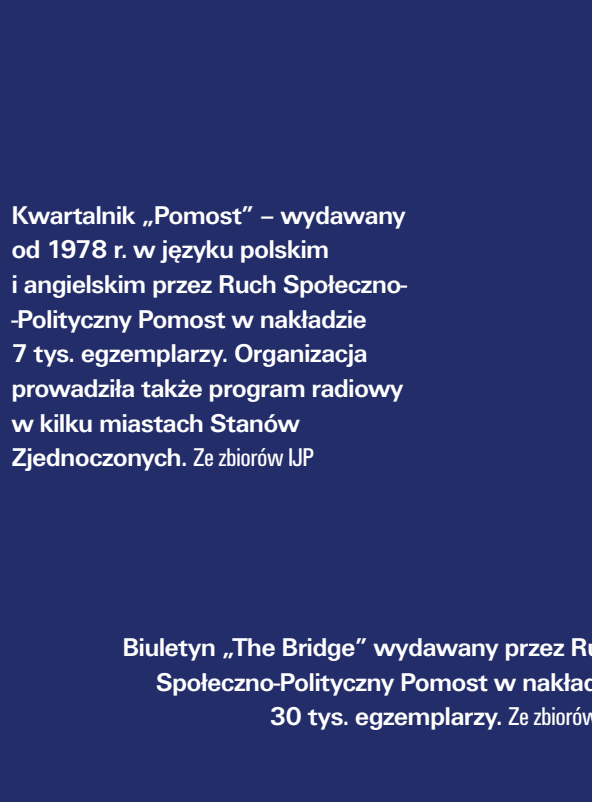 Kwartalnik „Pomost” – wydawany
od 1978 r. w języku polskim
i angielskim przez Ruch Społeczno-
-Polityczny Pomost w nakładzie
7 tys. egzemplarzy. Organizacja
prowadziła także program radiowy
w kilku miastach Stanów
Zjednoczonych. Ze zbiorów IJP
Biuletyn „The Bridge” wydawany przez
Społeczno-Polityczny Pomost w
30 tys. egzemplarzy. Ze zbiorów